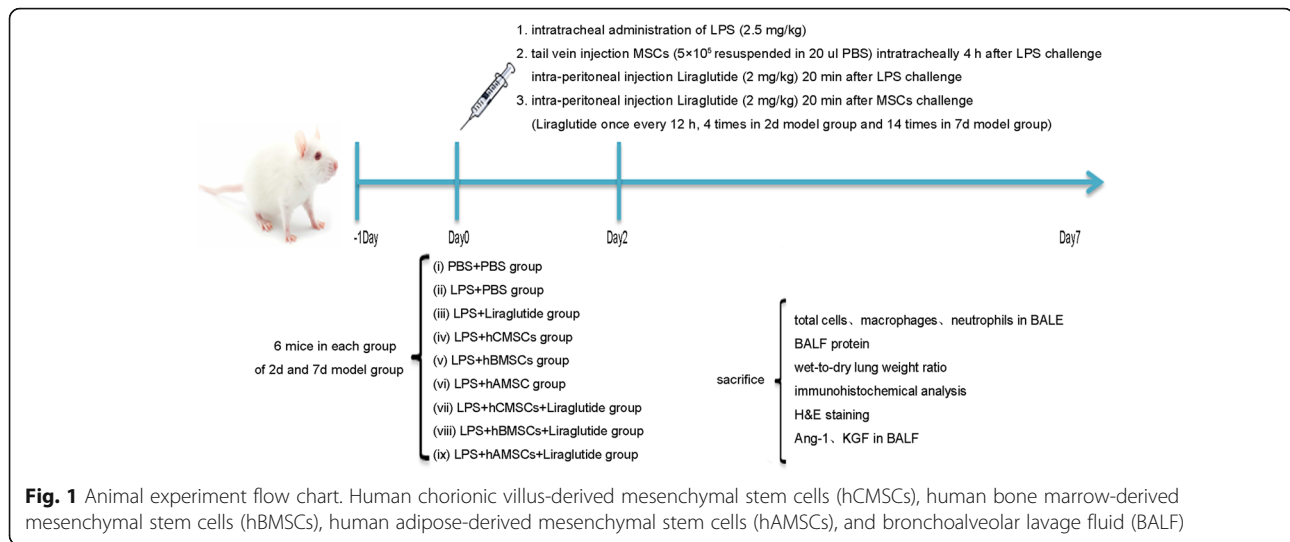 1. intratracheal administration of LPS (2.5 mg/kg)
2. tail vein injection MSCs (5×10⁵ resuspended in 20 ul PBS) intratracheally 4 h after LPS challenge
intra-peritoneal injection Liraglutide (2 mg/kg) 20 min after LPS challenge
3. intra-peritoneal injection Liraglutide (2 mg/kg) 20 min after MSCs challenge
(Liraglutide once every 12 h, 4 times in 2d model group and 14 times in 7d model group)
-1Day
Day0
Day2
Day7
6 mice in each group
of 2d and 7d model group
(i) PBS+PBS group
(ii) LPS+PBS group
(iii) LPS+Liraglutide group
(iv) LPS+hCMSCs group
(v) LPS+hBMSCs group
(vi) LPS+hAMSC group
(vii) LPS+hCMSCs+Liraglutide group
(viii) LPS+hBMSCs+Liraglutide group
(ix) LPS+hAMSCs+Liraglutide group
sacrifice
total cells、macrophages、neutrophils in BALE
BALF protein
wet-to-dry lung weight ratio
immunohistochemical analysis
H&E staining
Ang-1、KGF in BALF
Fig. 1 Animal experiment flow chart. Human chorionic villus-derived mesenchymal stem cells (hCMSCs), human bone marrow-derived
mesenchymal stem cells (hBMSCs), human adipose-derived mesenchymal stem cells (hAMSCs), and bronchoalveolar lavage fluid (BALF)